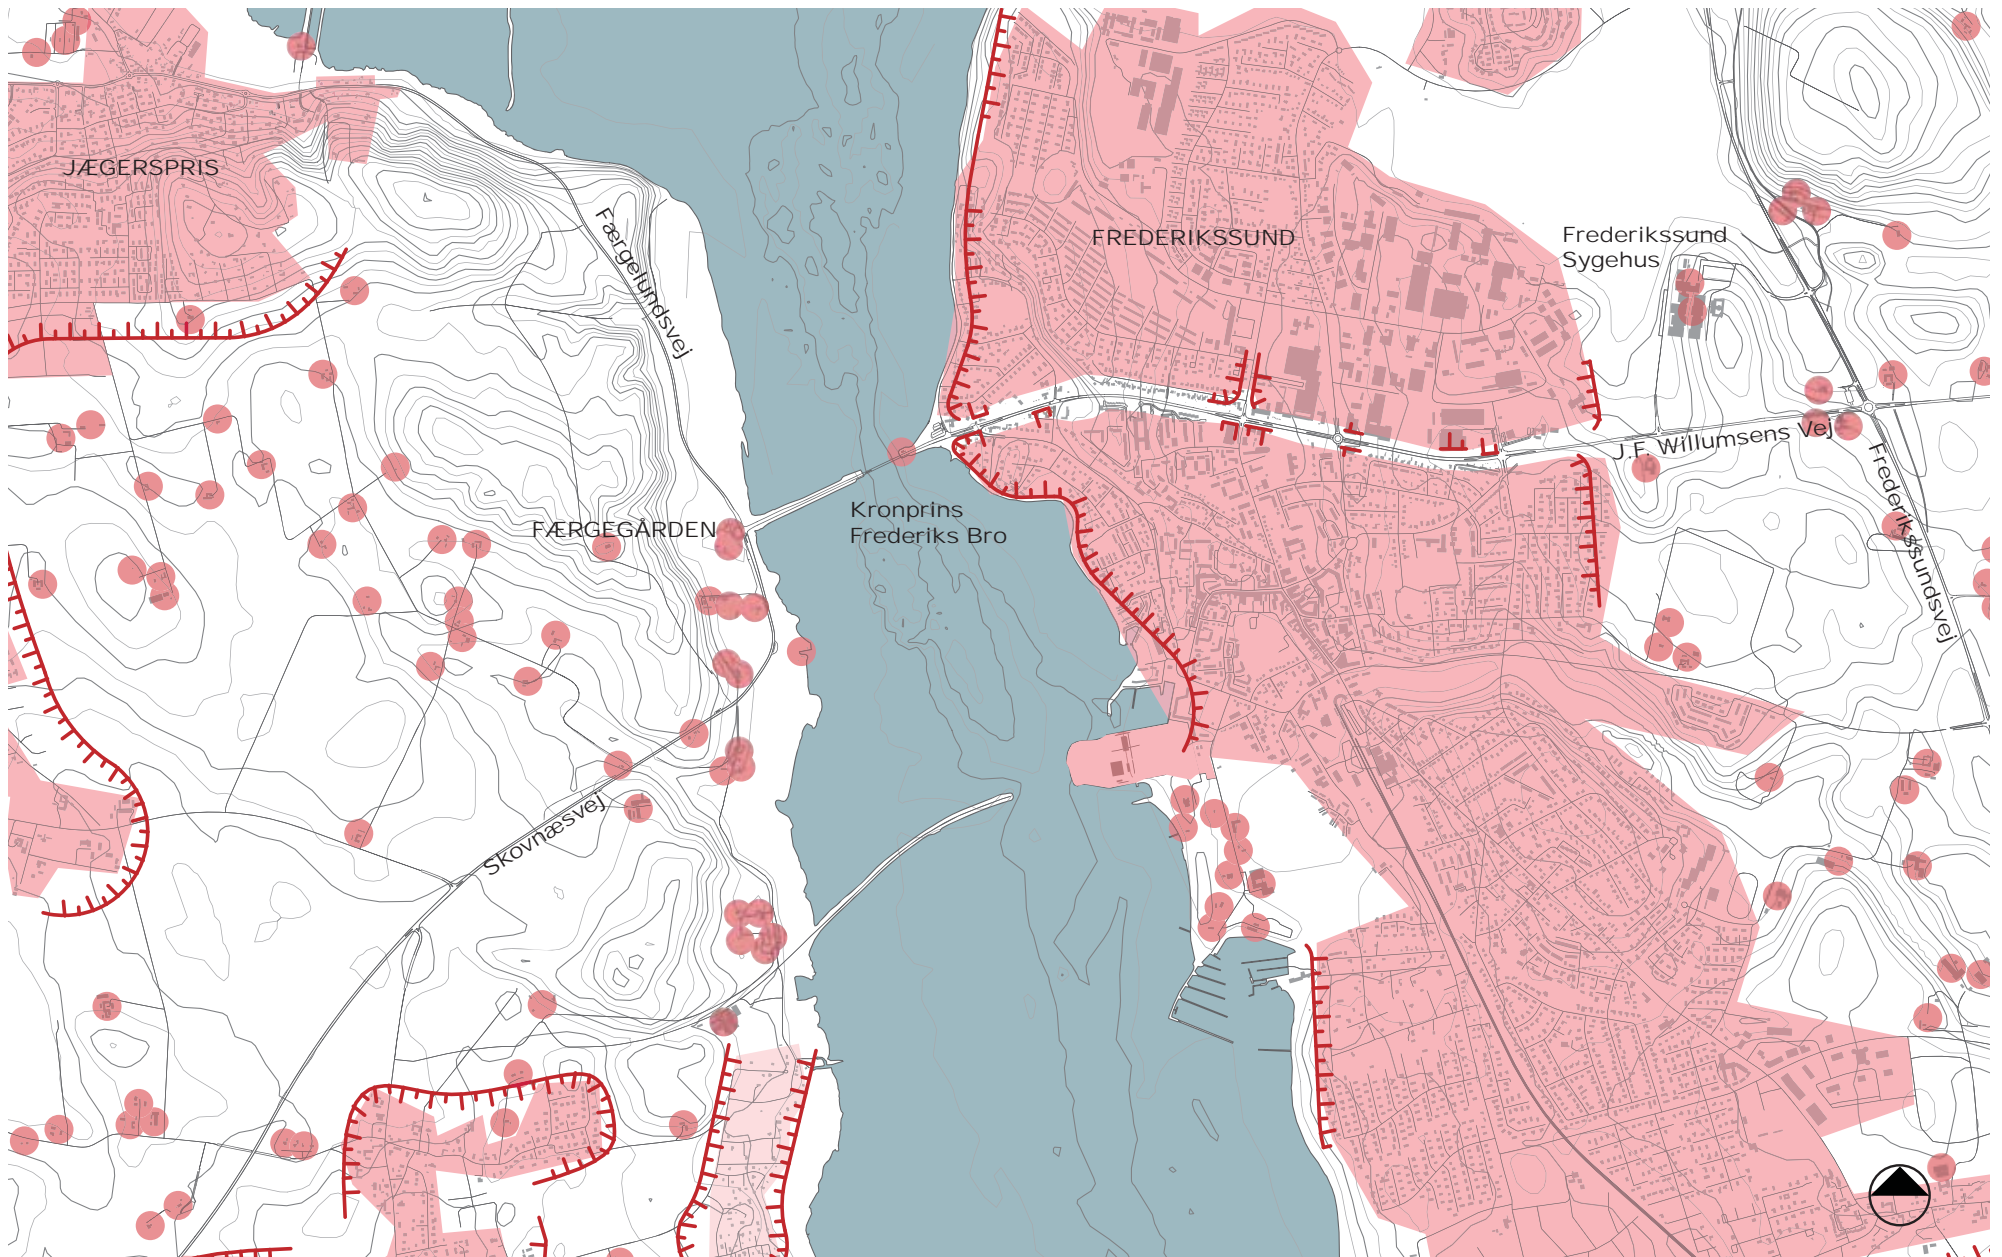 JÆGERSPRIS
Færgelundsvej
FREDERIKSSUND
Frederikssund
Sygehus
J.F. Willumsens Vej
Frederikssundsvej
Kronprins
Frederiks Bro
FÆRGEGÅRDEN
Skovnæsvej